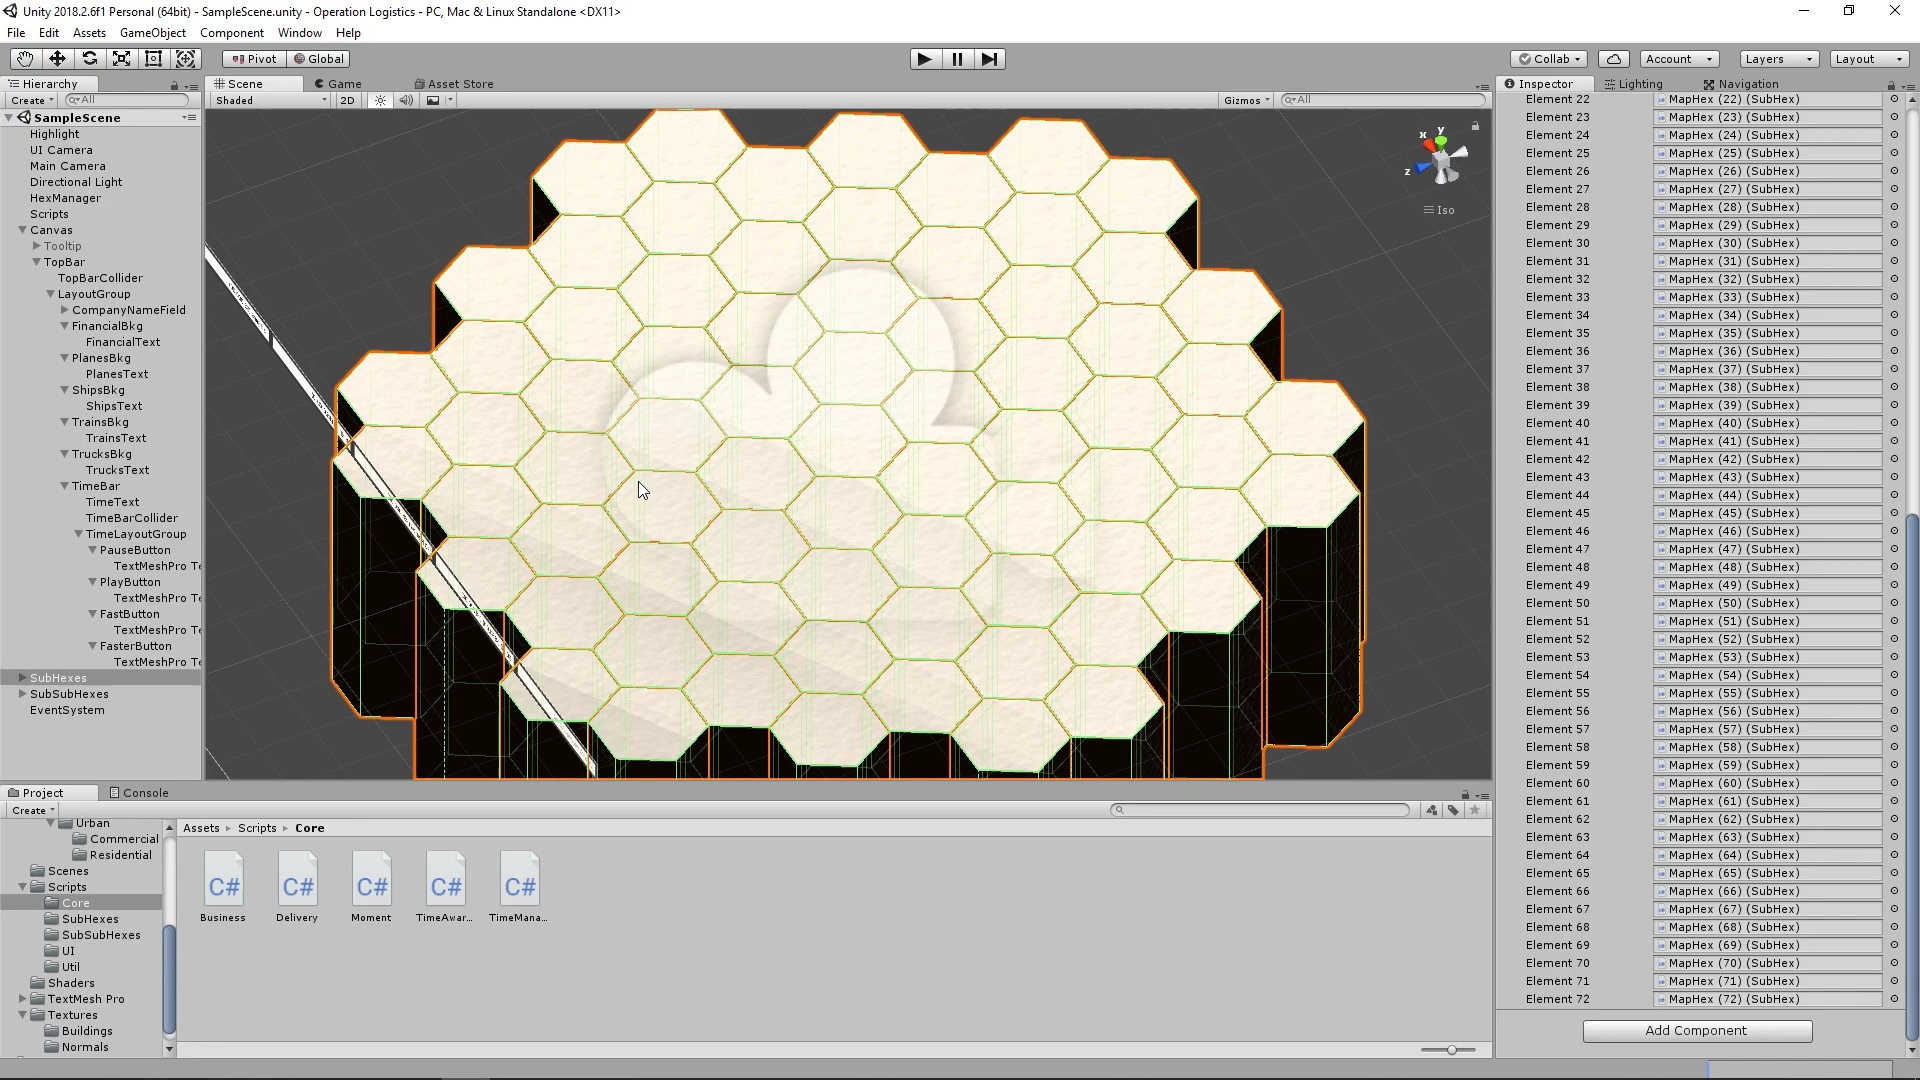 Unity 2018.2.6f1 Personal (64bit) - SampleScene.unity - Operation Logistics - PC, Mac & Linux Standalone <DX11>
File Edit Assets GameObject Component Window Help
Pivot Global Collab Account Layers Layout
Hierarchy
Create All
SampleScene
Highlight
UI Camera
Main Camera
Directional Light
HexManager
Scripts
Canvas
Tooltip
TopBar
TopBarCollider
LayoutGroup
CompanyNameField
FinancialBkg
FinancialText
PlanesBkg
PlanesText
ShipsBkg
ShipsText
TrainsBkg
TrainsText
TrucksBkg
TrucksText
TimeBar
TimeText
TimeBarCollider
TimeLayoutGroup
PauseButton
TextMeshPro Te
PlayButton
TextMeshPro Te
FastButton
TextMeshPro Te
FasterButton
TextMeshPro Te
SubHexes
SubSubHexes
EventSystem
Scene Game Asset Store
Shaded 2D Gizmos All
x y
z
Iso
Inspector Lighting Navigation
Element 22 MapHex (22) (SubHex)
Element 23 MapHex (23) (SubHex)
Element 24 MapHex (24) (SubHex)
Element 25 MapHex (25) (SubHex)
Element 26 MapHex (26) (SubHex)
Element 27 MapHex (27) (SubHex)
Element 28 MapHex (28) (SubHex)
Element 29 MapHex (29) (SubHex)
Element 30 MapHex (30) (SubHex)
Element 31 MapHex (31) (SubHex)
Element 32 MapHex (32) (SubHex)
Element 33 MapHex (33) (SubHex)
Element 34 MapHex (34) (SubHex)
Element 35 MapHex (35) (SubHex)
Element 36 MapHex (36) (SubHex)
Element 37 MapHex (37) (SubHex)
Element 38 MapHex (38) (SubHex)
Element 39 MapHex (39) (SubHex)
Element 40 MapHex (40) (SubHex)
Element 41 MapHex (41) (SubHex)
Element 42 MapHex (42) (SubHex)
Element 43 MapHex (43) (SubHex)
Element 44 MapHex (44) (SubHex)
Element 45 MapHex (45) (SubHex)
Element 46 MapHex (46) (SubHex)
Element 47 MapHex (47) (SubHex)
Element 48 MapHex (48) (SubHex)
Element 49 MapHex (49) (SubHex)
Element 50 MapHex (50) (SubHex)
Element 51 MapHex (51) (SubHex)
Element 52 MapHex (52) (SubHex)
Element 53 MapHex (53) (SubHex)
Element 54 MapHex (54) (SubHex)
Element 55 MapHex (55) (SubHex)
Element 56 MapHex (56) (SubHex)
Element 57 MapHex (57) (SubHex)
Element 58 MapHex (58) (SubHex)
Element 59 MapHex (59) (SubHex)
Element 60 MapHex (60) (SubHex)
Element 61 MapHex (61) (SubHex)
Element 62 MapHex (62) (SubHex)
Element 63 MapHex (63) (SubHex)
Element 64 MapHex (64) (SubHex)
Element 65 MapHex (65) (SubHex)
Element 66 MapHex (66) (SubHex)
Element 67 MapHex (67) (SubHex)
Element 68 MapHex (68) (SubHex)
Element 69 MapHex (69) (SubHex)
Element 70 MapHex (70) (SubHex)
Element 71 MapHex (71) (SubHex)
Element 72 MapHex (72) (SubHex)
Add Component
Project Console
Create
Urban
Commercial
Residential
Scenes
Scripts
Core
SubHexes
SubSubHexes
UI
Util
Shaders
TextMesh Pro
Textures
Buildings
Normals
Assets Scripts Core
C# C# C# C# C#
Business Delivery Moment TimeAwar... TimeMana...